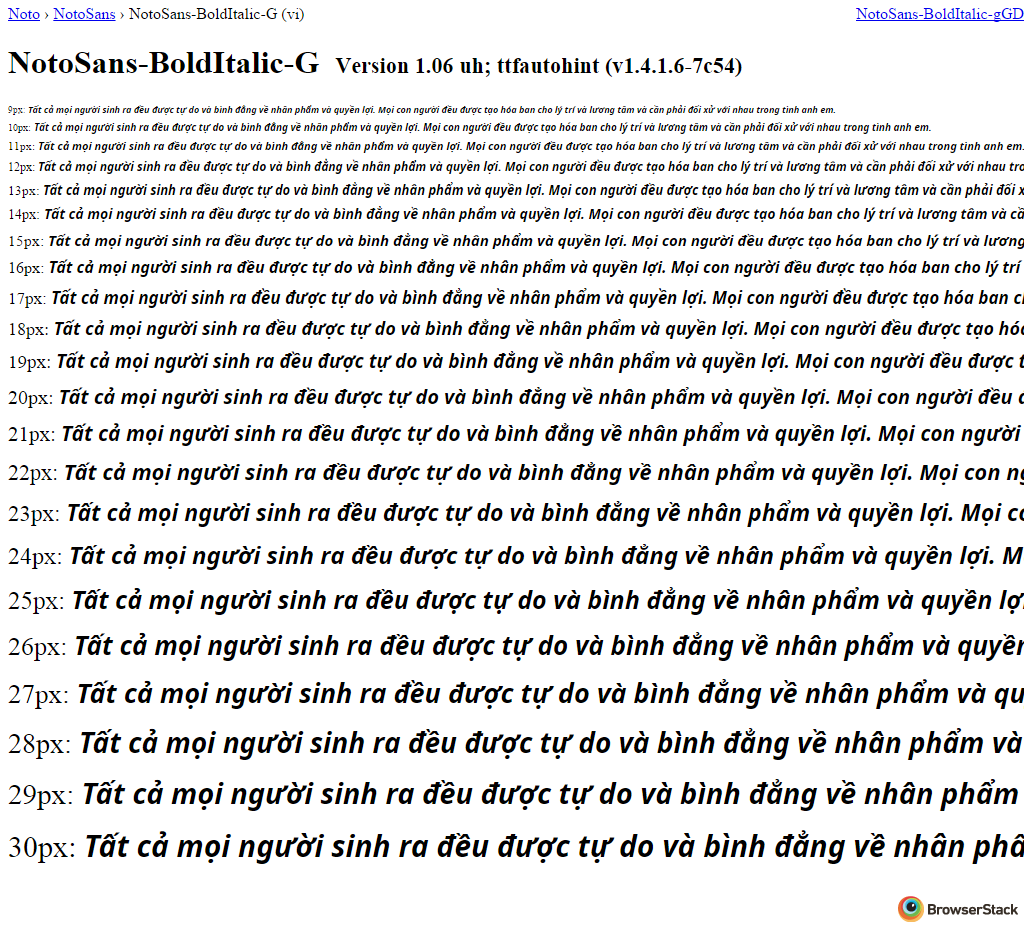 Noto › NotoSans › NotoSans-BoldItalic-G (vi) NotoSans-BoldItalic-gGD
NotoSans-BoldItalic-G Version 1.06 uh; ttfautohint (v1.4.1.6-7c54)
9px: Tất cả mọi người sinh ra đều được tự do và bình đẳng về nhân phẩm và quyền lợi. Mọi con người đều được tạo hóa ban cho lý trí và lương tâm và cần phải đối xử với nhau trong tình anh em.
10px: Tất cả mọi người sinh ra đều được tự do và bình đẳng về nhân phẩm và quyền lợi. Mọi con người đều được tạo hóa ban cho lý trí và lương tâm và cần phải đối xử với nhau trong tình anh em.
11px: Tất cả mọi người sinh ra đều được tự do và bình đẳng về nhân phẩm và quyền lợi. Mọi con người đều được tạo hóa ban cho lý trí và lương tâm và cần phải đối xử với nhau trong tình anh em.
12px: Tất cả mọi người sinh ra đều được tự do và bình đẳng về nhân phẩm và quyền lợi. Mọi con người đều được tạo hóa ban cho lý trí và lương tâm và cần phải đối xử với nhau tro
13px: Tất cả mọi người sinh ra đều được tự do và bình đẳng về nhân phẩm và quyền lợi. Mọi con người đều được tạo hóa ban cho lý trí và lương tâm và cần phải đối x
14px: Tất cả mọi người sinh ra đều được tự do và bình đẳng về nhân phẩm và quyền lợi. Mọi con người đều được tạo hóa ban cho lý trí và lương tâm và cầ
15px: Tất cả mọi người sinh ra đều được tự do và bình đẳng về nhân phẩm và quyền lợi. Mọi con người đều được tạo hóa ban cho lý trí và lương
16px: Tất cả mọi người sinh ra đều được tự do và bình đẳng về nhân phẩm và quyền lợi. Mọi con người đều được tạo hóa ban cho lý trí
17px: Tất cả mọi người sinh ra đều được tự do và bình đẳng về nhân phẩm và quyền lợi. Mọi con người đều được tạo hóa ban c
18px: Tất cả mọi người sinh ra đều được tự do và bình đẳng về nhân phẩm và quyền lợi. Mọi con người đều được tạo hóa
19px: Tất cả mọi người sinh ra đều được tự do và bình đẳng về nhân phẩm và quyền lợi. Mọi con người đều được t
20px: Tất cả mọi người sinh ra đều được tự do và bình đẳng về nhân phẩm và quyền lợi. Mọi con người đều
21px: Tất cả mọi người sinh ra đều được tự do và bình đẳng về nhân phẩm và quyền lợi. Mọi con người
22px: Tất cả mọi người sinh ra đều được tự do và bình đẳng về nhân phẩm và quyền lợi. Mọi con ng
23px: Tất cả mọi người sinh ra đều được tự do và bình đẳng về nhân phẩm và quyền lợi. Mọi co
24px: Tất cả mọi người sinh ra đều được tự do và bình đẳng về nhân phẩm và quyền lợi. M
25px: Tất cả mọi người sinh ra đều được tự do và bình đẳng về nhân phẩm và quyền lợi
26px: Tất cả mọi người sinh ra đều được tự do và bình đẳng về nhân phẩm và quyền
27px: Tất cả mọi người sinh ra đều được tự do và bình đẳng về nhân phẩm và qu
28px: Tất cả mọi người sinh ra đều được tự do và bình đẳng về nhân phẩm và
29px: Tất cả mọi người sinh ra đều được tự do và bình đẳng về nhân phẩm
30px: Tất cả mọi người sinh ra đều được tự do và bình đẳng về nhân phẩ
BrowserStack